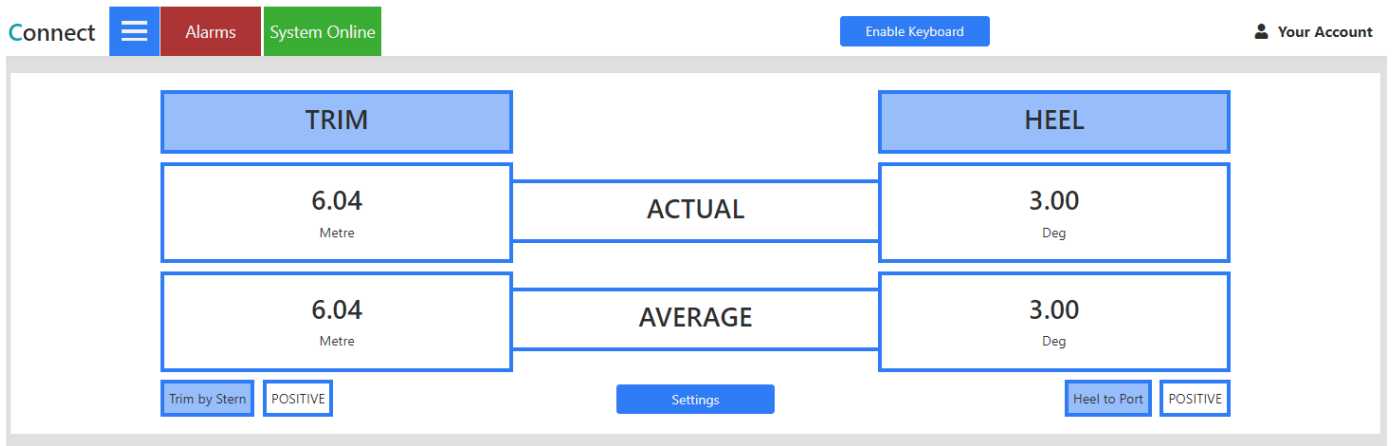 Connect Alarms System Online Enable Keyboard Your Account
TRIM HEEL
6.04 ACTUAL 3.00
Metre Deg
6.04 AVERAGE 3.00
Metre Deg
Trim by Stern POSITIVE Settings Heel to Port POSITIVE